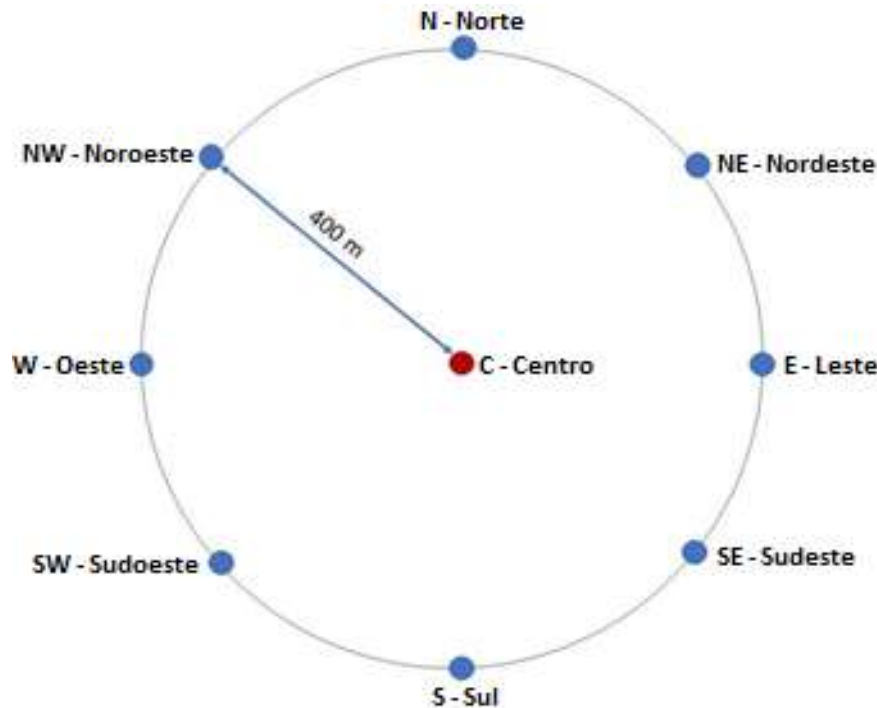 N - Norte
NW - Noroeste
NE - Nordeste
400 m
W - Oeste
C - Centro
E - Leste
SW - Sudoeste
SE - Sudeste
S - Sul